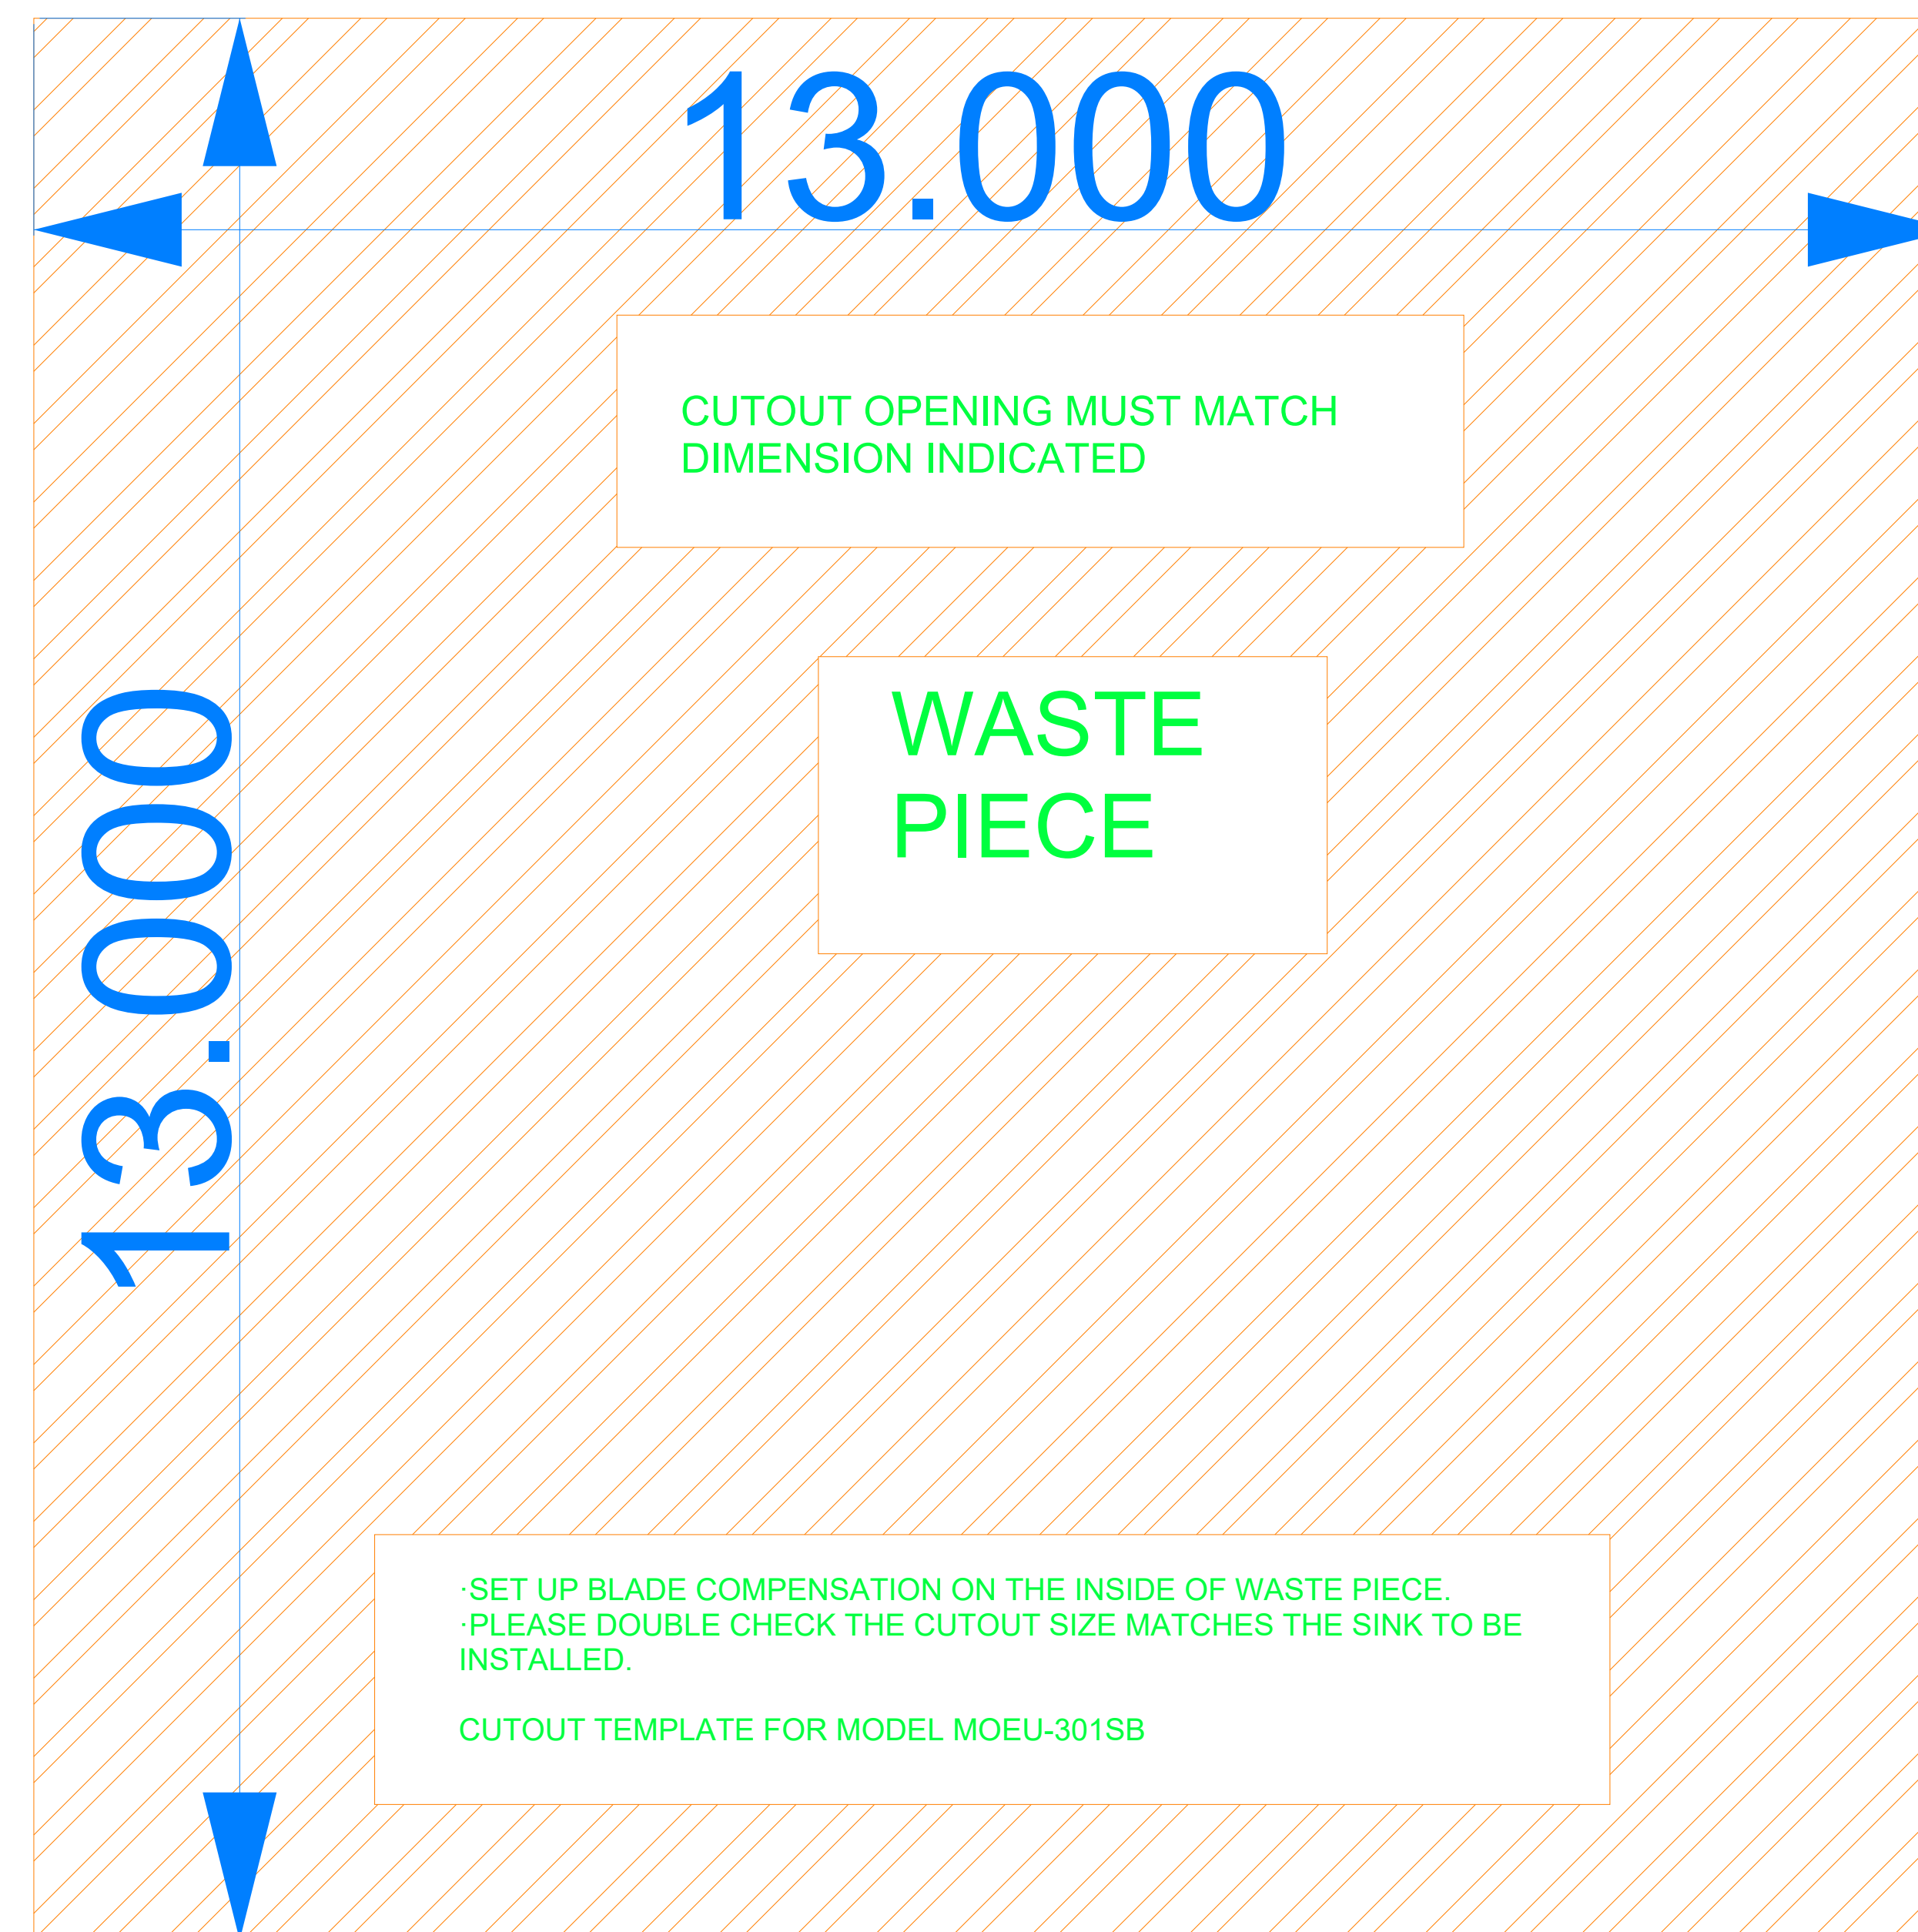 13.000
CUTOUT OPENING MUST MATCH
DIMENSION INDICATED
WASTE
PIECE
13.000
·SET UP BLADE COMPENSATION ON THE INSIDE OF WASTE PIECE.
·PLEASE DOUBLE CHECK THE CUTOUT SIZE MATCHES THE SINK TO BE
INSTALLED.
CUTOUT TEMPLATE FOR MODEL MOEU-301SB